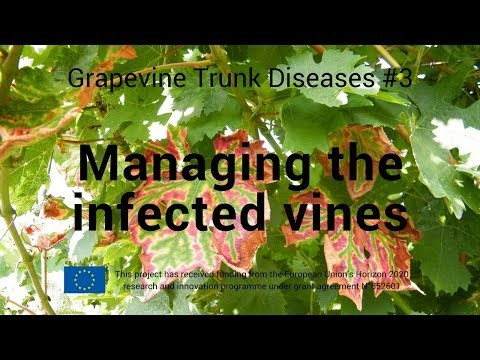 Grapevine Trunk Diseases #3
Managing the
infected vines
This project has received funding from the European Union's Horizon 2020
research and innovation programme under grant agreement N°652601